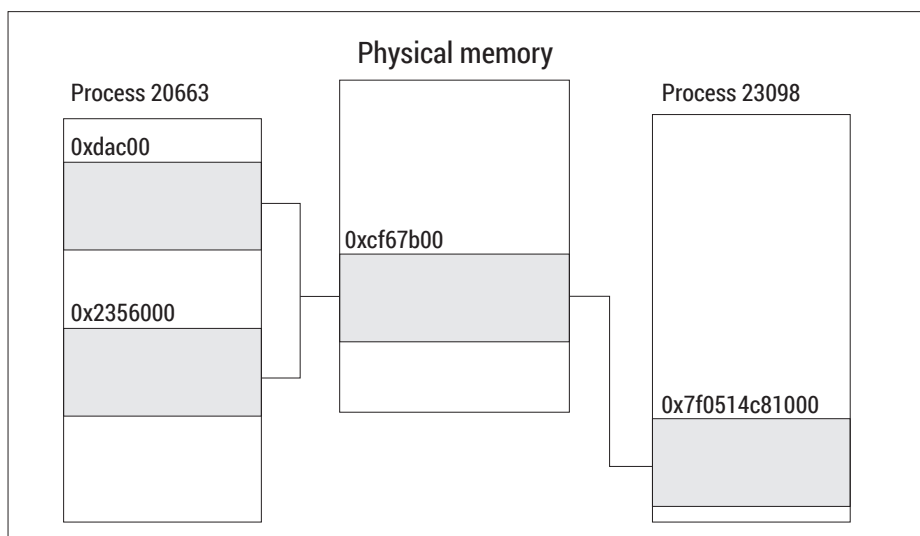 Physical memory
Process 20663
Process 23098
0xdac00
0xcf67b00
0x2356000
0x7f0514c81000